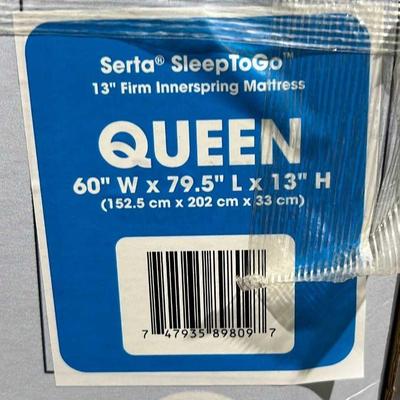 Serta® SleepToGo™
13" Firm Innerspring Mattress
QUEEN
60" W x 79.5" L x 13" H
(152.5 cm x 202 cm x 33 cm)
7 47935 89809 7